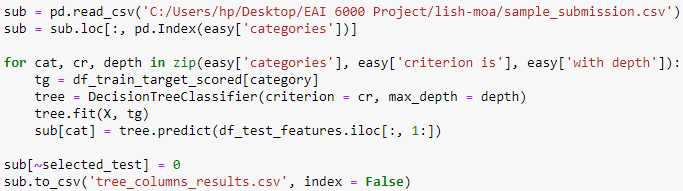 sub = pd.read_csv('C:/Users/hp/Desktop/EAI 6000 Project/lish-moa/sample_submission.csv')
sub = sub.loc[:, pd.Index(easy['categories'])]

for cat, cr, depth in zip(easy['categories'], easy['criterion is'], easy['with depth']):
    tg = df_train_target_scored[category]
    tree = DecisionTreeClassifier(criterion = cr, max_depth = depth)
    tree.fit(X, tg)
    sub[cat] = tree.predict(df_test_features.iloc[:, 1:])

sub[~selected_test] = 0
sub.to_csv('tree_columns_results.csv', index = False)